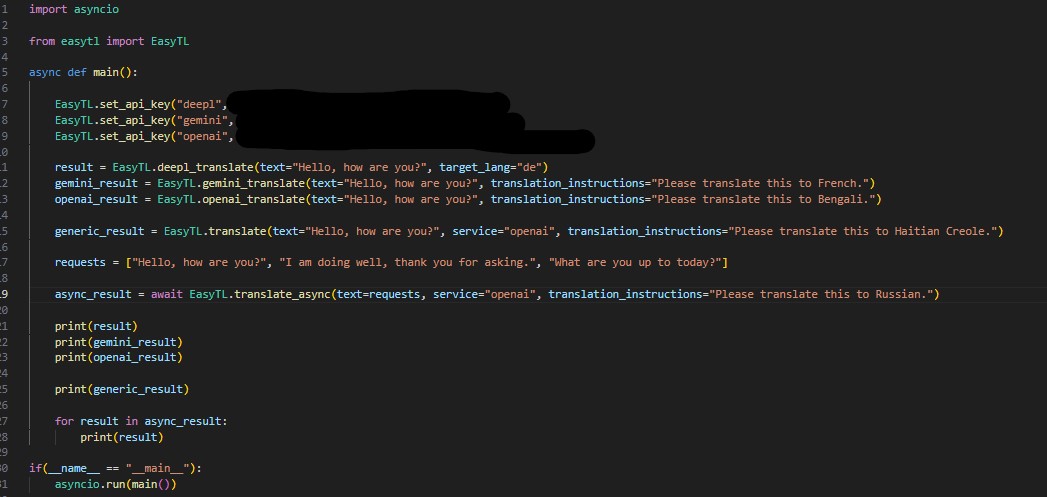 1 import asyncio
2
3 from easytl import EasyTL
4
5 async def main():
6
7 EasyTL.set_api_key("deepl",
8 EasyTL.set_api_key("gemini",
9 EasyTL.set_api_key("openai",
10
11 result = EasyTL.deepl_translate(text="Hello, how are you?", target_lang="de")
12 gemini_result = EasyTL.gemini_translate(text="Hello, how are you?", translation_instructions="Please translate this to French.")
13 openai_result = EasyTL.openai_translate(text="Hello, how are you?", translation_instructions="Please translate this to Bengali.")
14
15 generic_result = EasyTL.translate(text="Hello, how are you?", service="openai", translation_instructions="Please translate this to Haitian Creole.")
16
17 requests = ["Hello, how are you?", "I am doing well, thank you for asking.", "What are you up to today?"]
18
19 async_result = await EasyTL.translate_async(text=requests, service="openai", translation_instructions="Please translate this to Russian.")
20
21 print(result)
22 print(gemini_result)
23 print(openai_result)
24
25 print(generic_result)
26
27 for result in async_result:
28 print(result)
29
30 if(__name__ == "__main__"):
31 asyncio.run(main())